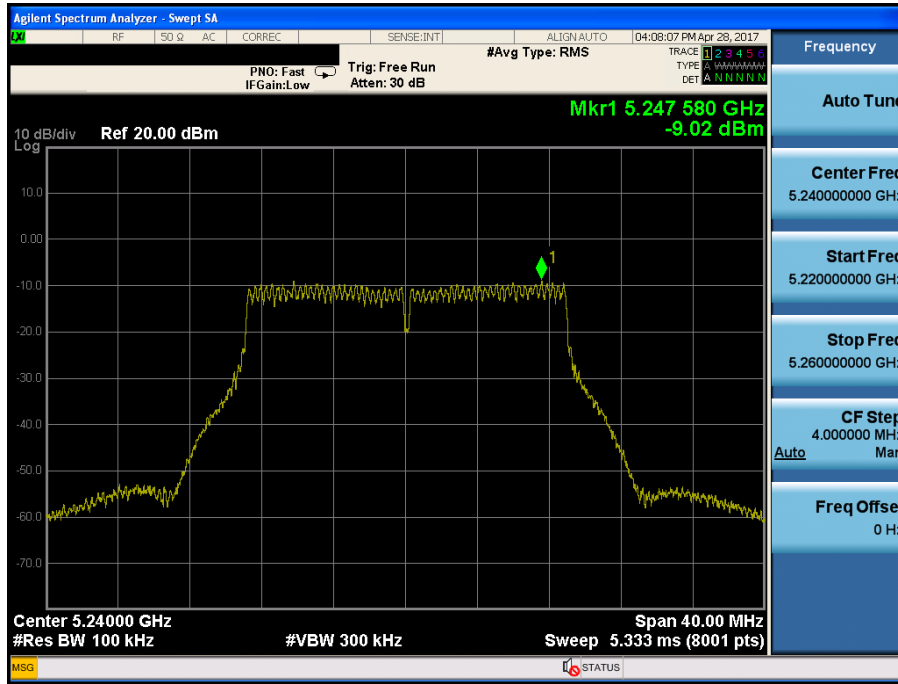 Agilent Spectrum Analyzer - Swept SA
LXI RF 50 Ω AC CORREC SENSE:INT ALIGN AUTO 04:08:07 PM Apr 28, 2017
PNO: Fast
IFGain:Low
Trig: Free Run
Atten: 30 dB
#Avg Type: RMS
TRACE 1 2 3 4 5 6
TYPE A WWWWWW
DET A N N N N N
Mkr1 5.247 580 GHz
-9.02 dBm
10 dB/div Ref 20.00 dBm
Log
10.0
0.00
-10.0
-20.0
-30.0
-40.0
-50.0
-60.0
-70.0
1
Center 5.24000 GHz Span 40.00 MHz
#Res BW 100 kHz #VBW 300 kHz Sweep 5.333 ms (8001 pts)
MSG STATUS
Frequency
Auto Tune
Center Freq
5.240000000 GHz
Start Freq
5.220000000 GHz
Stop Freq
5.260000000 GHz
CF Step
4.000000 MHz
Auto Man
Freq Offset
0 Hz